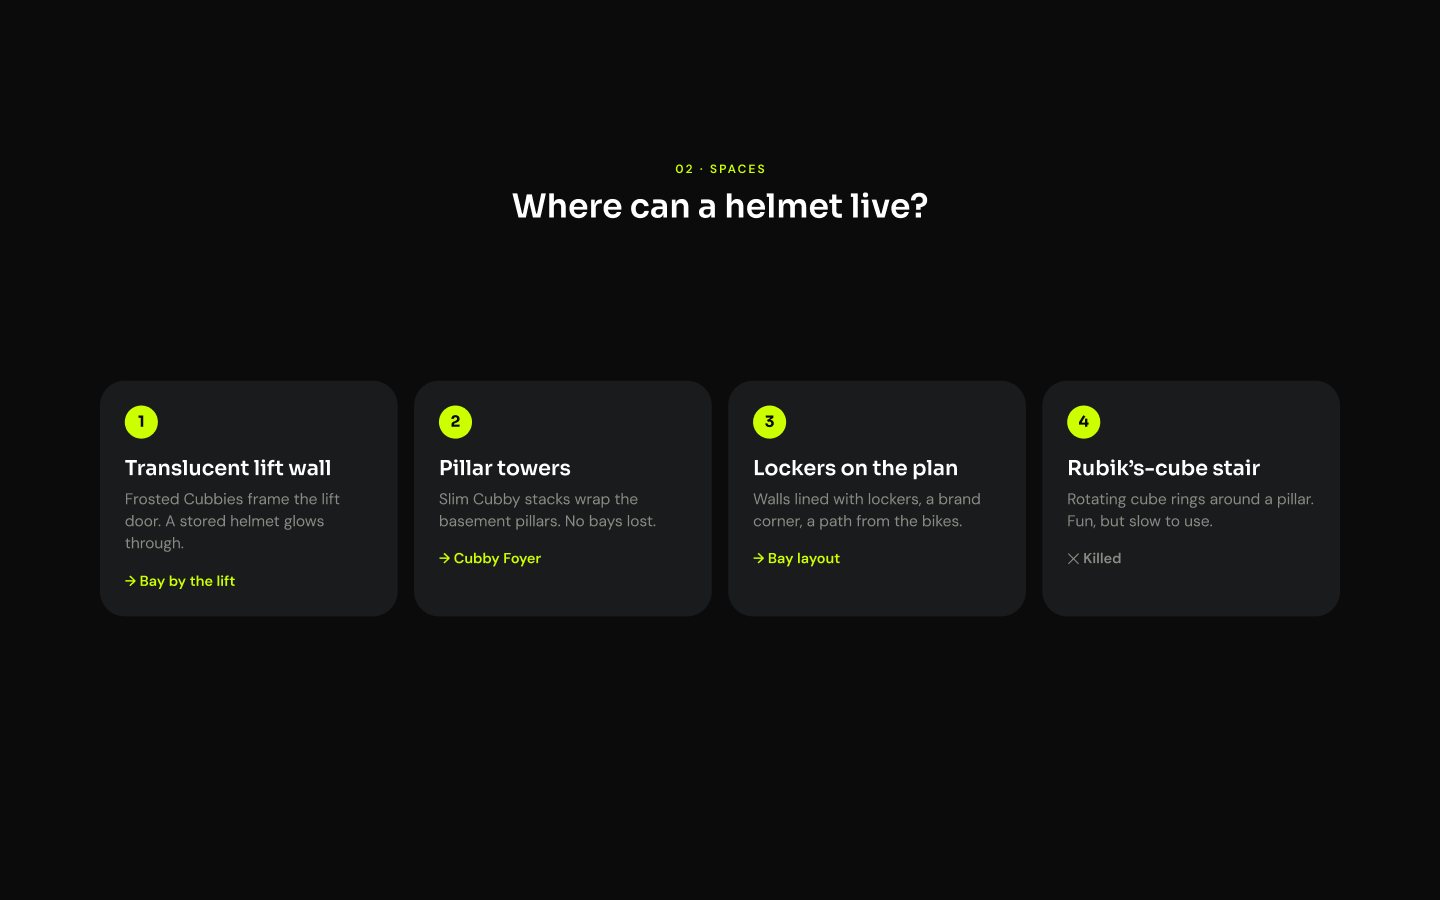 02 · SPACES
Where can a helmet live?
1
Translucent lift wall
Frosted Cubbies frame the lift
door. A stored helmet glows
through.
→ Bay by the lift
2
Pillar towers
Slim Cubby stacks wrap the
basement pillars. No bays lost.
→ Cubby Foyer
3
Lockers on the plan
Walls lined with lockers, a brand
corner, a path from the bikes.
→ Bay layout
4
Rubik’s-cube stair
Rotating cube rings around a pillar.
Fun, but slow to use.
✕ Killed